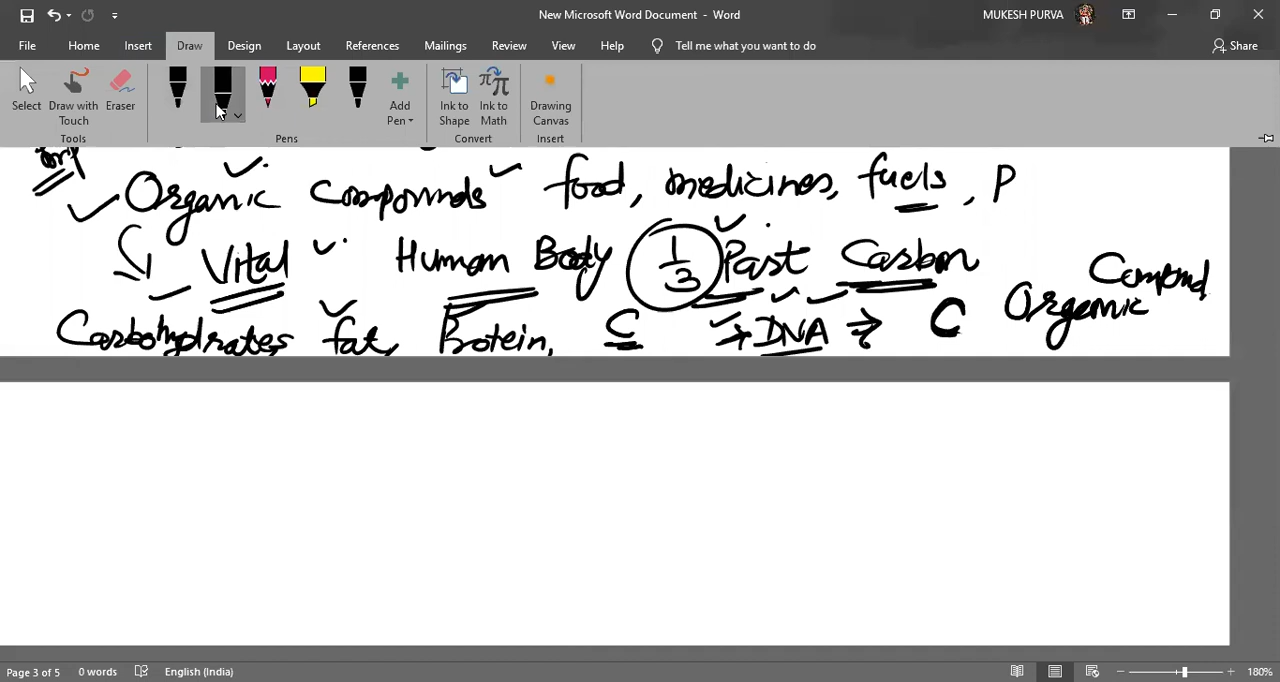 New Microsoft Word Document - Word
MUKESH PURVA
File Home Insert Draw Design Layout References Mailings Review View Help Tell me what you want to do Share
Select Draw with Touch Eraser Add Pen Ink to Shape Ink to Math Drawing Canvas
Tools Pens Convert Insert
Organic Compounds food, medicines, fuels, P
Vital Human Body 1/3 Part Carbon
Carbohydrates, fat, Protein, C → DNA ⇒ C Organic Compound
Page 3 of 5 0 words English (India) 180%